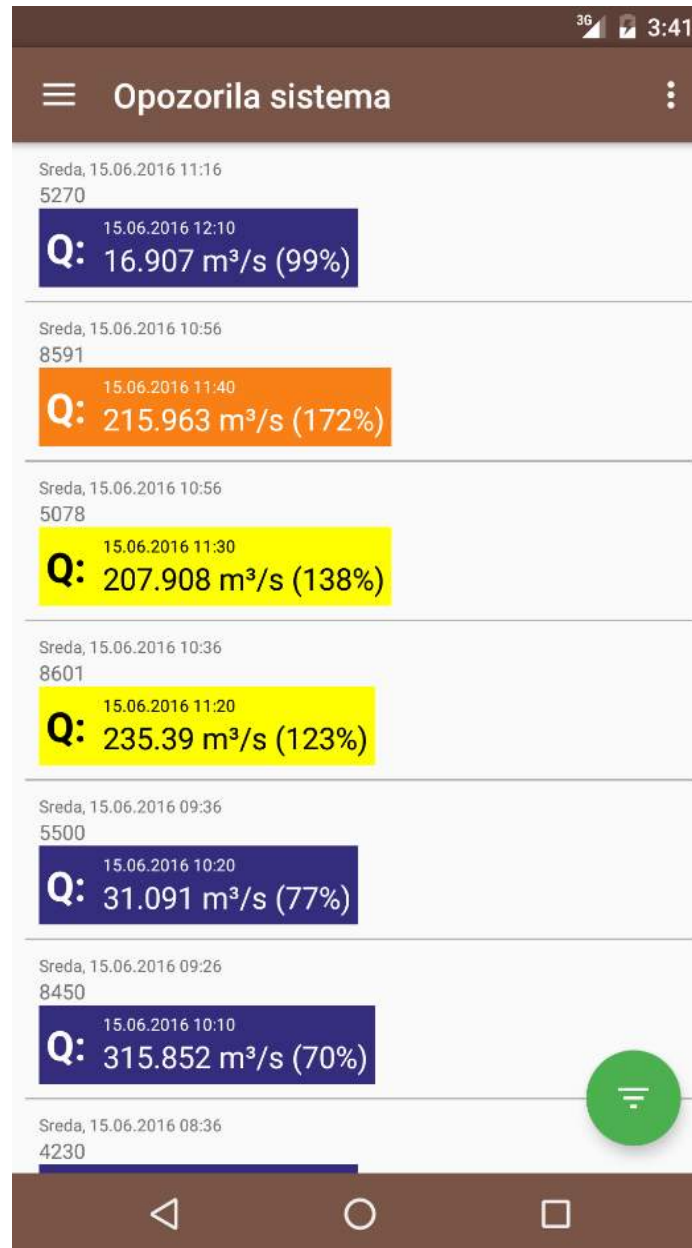 3G 3:41
Opozorila sistema
Sreda, 15.06.2016 11:16
5270
15.06.2016 12:10
Q: 16.907 m³/s (99%)
Sreda, 15.06.2016 10:56
8591
15.06.2016 11:40
Q: 215.963 m³/s (172%)
Sreda, 15.06.2016 10:56
5078
15.06.2016 11:30
Q: 207.908 m³/s (138%)
Sreda, 15.06.2016 10:36
8601
15.06.2016 11:20
Q: 235.39 m³/s (123%)
Sreda, 15.06.2016 09:36
5500
15.06.2016 10:20
Q: 31.091 m³/s (77%)
Sreda, 15.06.2016 09:26
8450
15.06.2016 10:10
Q: 315.852 m³/s (70%)
Sreda, 15.06.2016 08:36
4230